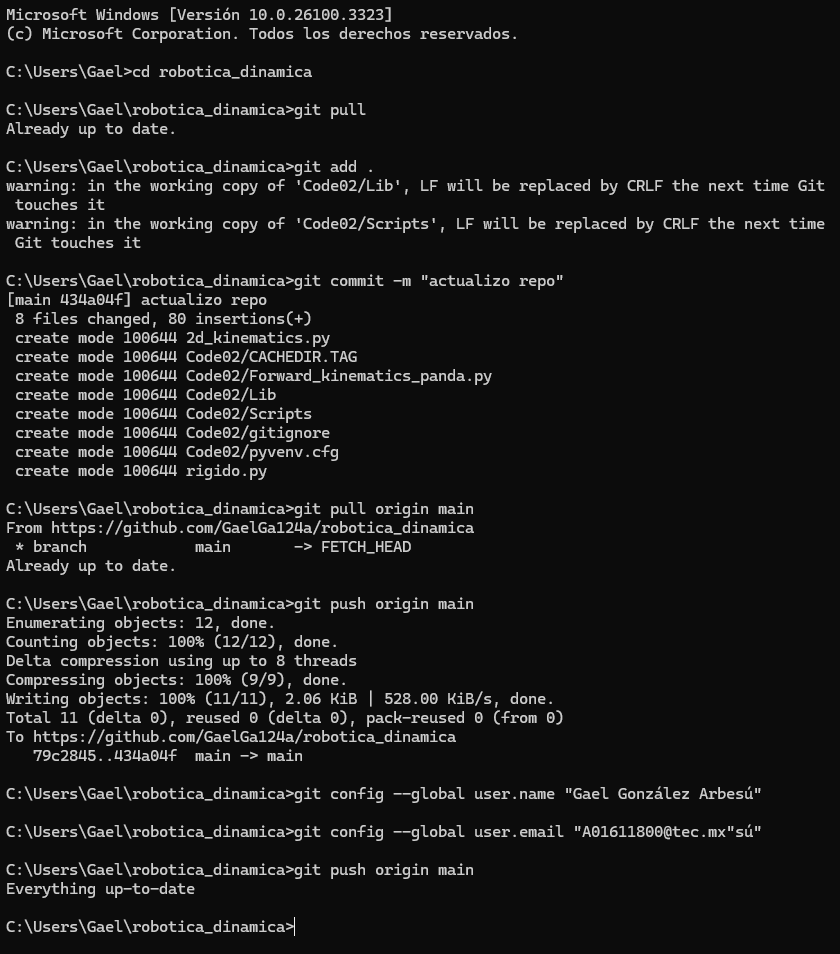 Microsoft Windows [Versión 10.0.26100.3323]
(c) Microsoft Corporation. Todos los derechos reservados.
C:\Users\Gael>cd robotica_dinamica
C:\Users\Gael\robotica_dinamica>git pull
Already up to date.
C:\Users\Gael\robotica_dinamica>git add .
warning: in the working copy of 'Code02/Lib', LF will be replaced by CRLF the next time Git
 touches it
warning: in the working copy of 'Code02/Scripts', LF will be replaced by CRLF the next time
 Git touches it
C:\Users\Gael\robotica_dinamica>git commit -m "actualizo repo"
[main 434a04f] actualizo repo
 8 files changed, 80 insertions(+)
 create mode 100644 2d_kinematics.py
 create mode 100644 Code02/CACHEDIR.TAG
 create mode 100644 Code02/Forward_kinematics_panda.py
 create mode 100644 Code02/Lib
 create mode 100644 Code02/Scripts
 create mode 100644 Code02/gitignore
 create mode 100644 Code02/pyvenv.cfg
 create mode 100644 rigido.py
C:\Users\Gael\robotica_dinamica>git pull origin main
From https://github.com/GaelGa124a/robotica_dinamica
 * branch            main       -> FETCH_HEAD
Already up to date.
C:\Users\Gael\robotica_dinamica>git push origin main
Enumerating objects: 12, done.
Counting objects: 100% (12/12), done.
Delta compression using up to 8 threads
Compressing objects: 100% (9/9), done.
Writing objects: 100% (11/11), 2.06 KiB | 528.00 KiB/s, done.
Total 11 (delta 0), reused 0 (delta 0), pack-reused 0 (from 0)
To https://github.com/GaelGa124a/robotica_dinamica
   79c2845..434a04f  main -> main
C:\Users\Gael\robotica_dinamica>git config --global user.name "Gael González Arbesú"
C:\Users\Gael\robotica_dinamica>git config --global user.email "A01611800@tec.mx"sú"
C:\Users\Gael\robotica_dinamica>git push origin main
Everything up-to-date
C:\Users\Gael\robotica_dinamica>